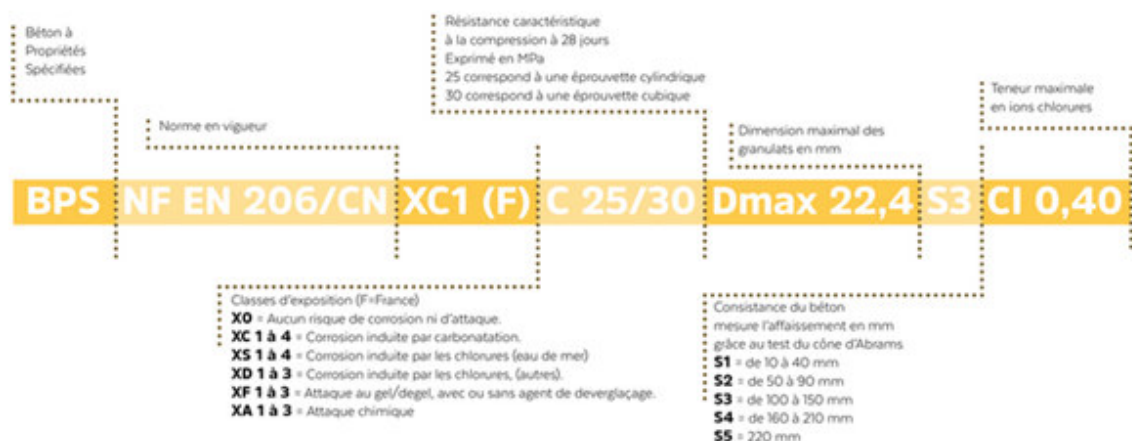 Béton à
Propriétés
Spécifiées
Norme en vigueur
Résistance caractéristique
à la compression à 28 jours
Exprimé en MPa
25 correspond à une éprouvette cylindrique
30 correspond à une éprouvette cubique
Dimension maximal des
granulats en mm
Teneur maximale
en ions chlorures
BPS NF EN 206/CN XC1 (F) C 25/30 Dmax 22,4 S3 Cl 0,40
Classes d'exposition (F=France)
X0 = Aucun risque de corrosion ni d'attaque.
XC 1 à 4 = Corrosion induite par carbonatation.
XS 1 à 4 = Corrosion induite par les chlorures (eau de mer)
XD 1 à 3 = Corrosion induite par les chlorures, (autres).
XF 1 à 3 = Attaque au gel/degel, avec ou sans agent de deverglaçage.
XA 1 à 3 = Attaque chimique
Consistance du béton
mesure l'affaissement en mm
grâce au test du cône d'Abrams
S1 = de 10 à 40 mm
S2 = de 50 à 90 mm
S3 = de 100 à 150 mm
S4 = de 160 à 210 mm
S5 = 220 mm